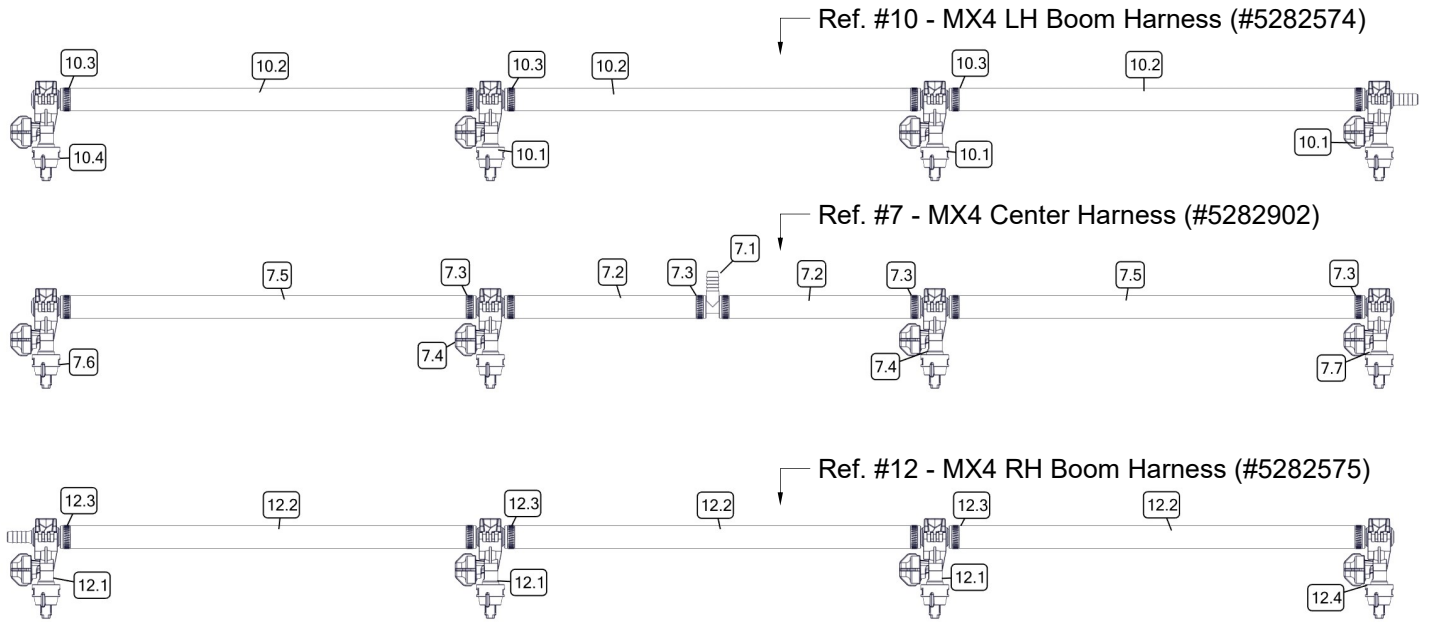 Ref. #10 - MX4 LH Boom Harness (#5282574)
10.3 10.2 10.3 10.2 10.3 10.2
10.4 10.1 10.1 10.1
Ref. #7 - MX4 Center Harness (#5282902)
7.1
7.5 7.3 7.2 7.3 7.2 7.3 7.5 7.3
7.6 7.4 7.4 7.7
Ref. #12 - MX4 RH Boom Harness (#5282575)
12.3 12.2 12.3 12.2 12.3 12.2
12.1 12.1 12.1 12.4